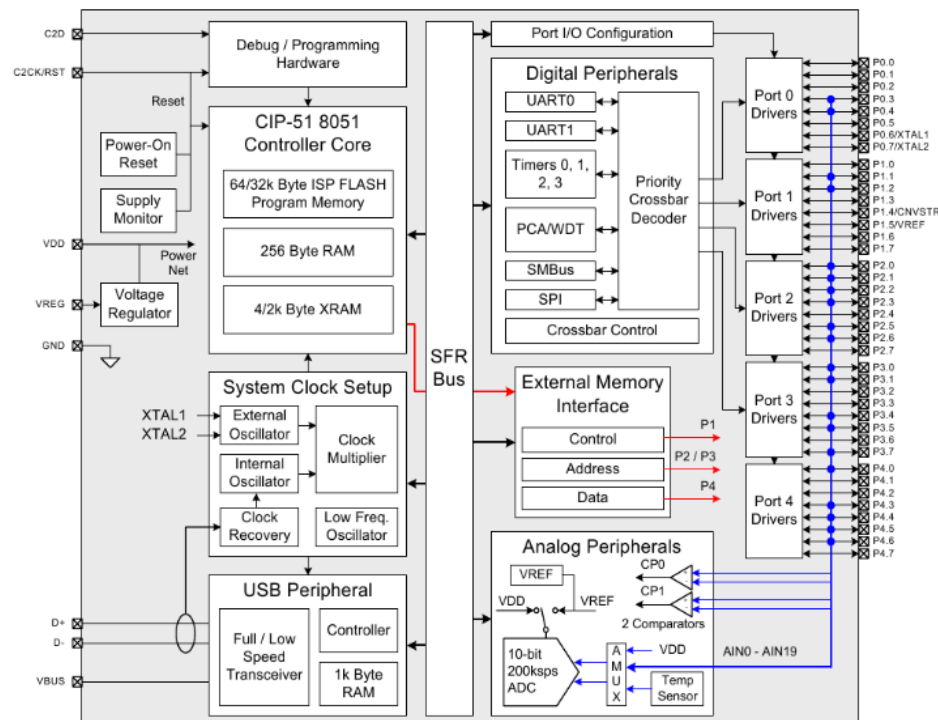 C2D
C2CK/RST
Debug / Programming
Hardware
Reset
Power-On
Reset
Supply
Monitor
VDD
Power
Net
VREG
Voltage
Regulator
GND
CIP-51 8051
Controller Core
64/32k Byte ISP FLASH
Program Memory
256 Byte RAM
4/2k Byte XRAM
System Clock Setup
XTAL1
XTAL2
External
Oscillator
Internal
Oscillator
Clock
Multiplier
Clock
Recovery
Low Freq.
Oscillator
USB Peripheral
D+
D-
VBUS
Full / Low
Speed
Transceiver
Controller
1k Byte
RAM
SFR
Bus
Port I/O Configuration
Digital Peripherals
UART0
UART1
Timers 0, 1,
2, 3
PCA/WDT
SMBus
SPI
Priority
Crossbar
Decoder
Crossbar Control
External Memory
Interface
Control
Address
Data
P1
P2 / P3
P4
Analog Peripherals
VREF
VDD
VREF
CP0
+
-
CP1
+
-
2 Comparators
10-bit
200ksps
ADC
A
M
U
X
VDD
Temp
Sensor
AIN0 - AIN19
Port 0
Drivers
Port 1
Drivers
Port 2
Drivers
Port 3
Drivers
Port 4
Drivers
P0.0
P0.1
P0.2
P0.3
P0.4
P0.5
P0.6/XTAL1
P0.7/XTAL2
P1.0
P1.1
P1.2
P1.3
P1.4/CNVSTR
P1.5/VREF
P1.6
P1.7
P2.0
P2.1
P2.2
P2.3
P2.4
P2.5
P2.6
P2.7
P3.0
P3.1
P3.2
P3.3
P3.4
P3.5
P3.6
P3.7
P4.0
P4.1
P4.2
P4.3
P4.4
P4.5
P4.6
P4.7